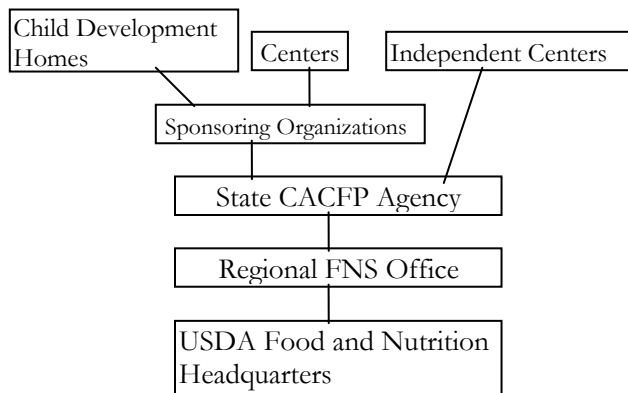 Child Development
Homes
Centers
Independent Centers
Sponsoring Organizations
State CACFP Agency
Regional FNS Office
USDA Food and Nutrition
Headquarters